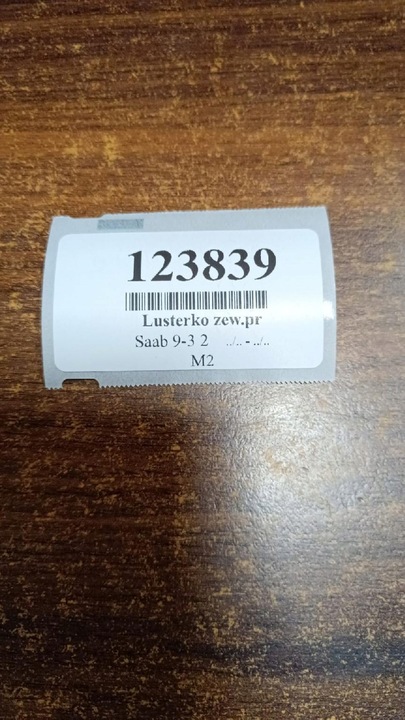 123839
Lusterko zew.pr
Saab 9-3 2 ../.. - ../..
M2